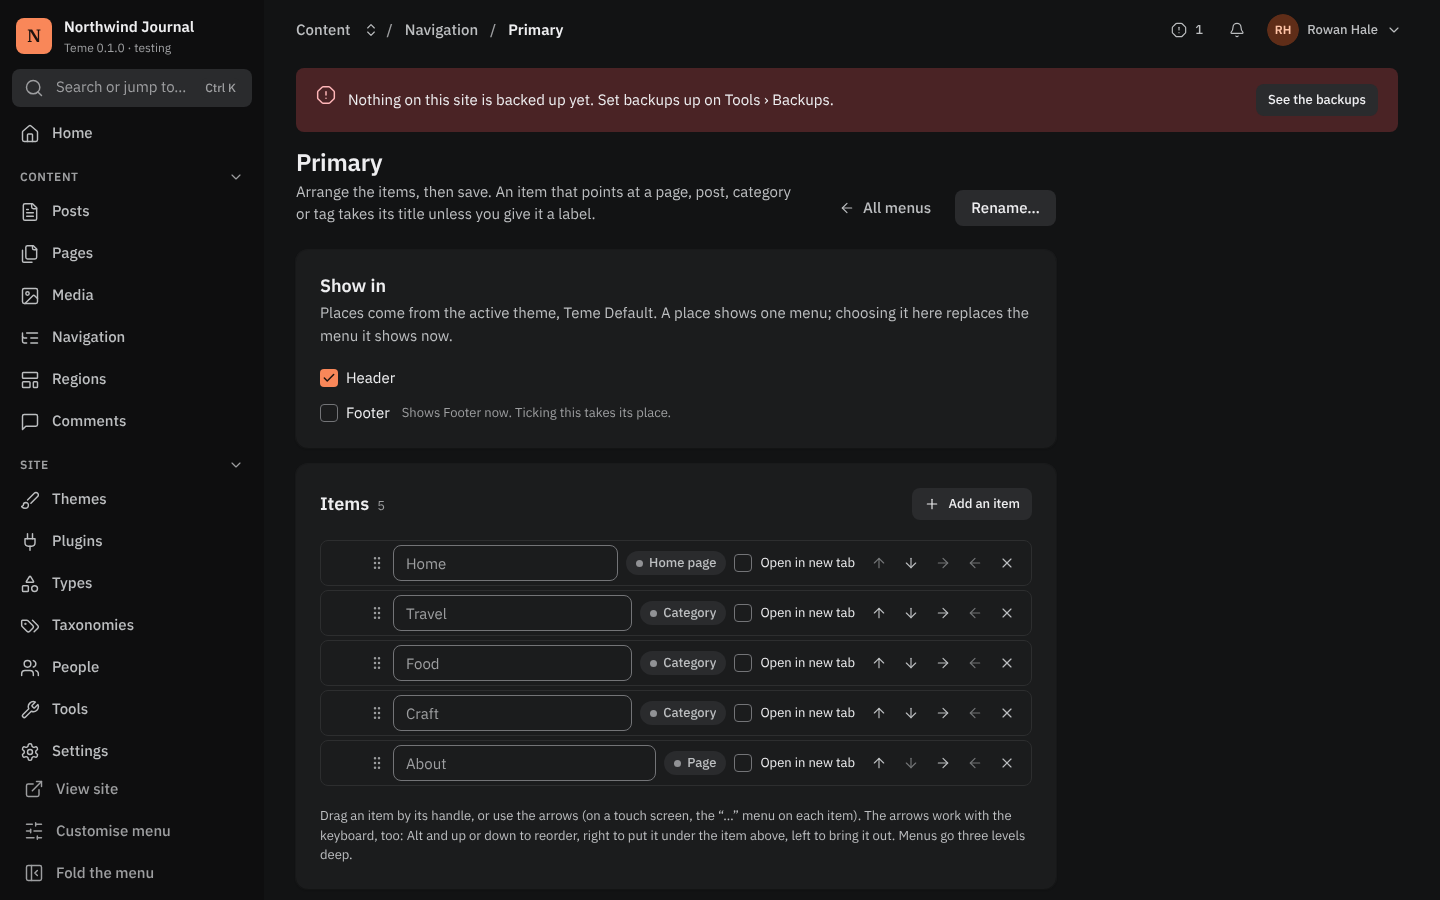 N
Northwind Journal
Teme 0.1.0 · testing
Search or jump to...
Ctrl K
Home
CONTENT
Posts
Pages
Media
Navigation
Regions
Comments
SITE
Themes
Plugins
Types
Taxonomies
People
Tools
Settings
View site
Customise menu
Fold the menu
Content / Navigation / Primary
1
RH
Rowan Hale
Nothing on this site is backed up yet. Set backups up on Tools › Backups.
See the backups
Primary
Arrange the items, then save. An item that points at a page, post, category
or tag takes its title unless you give it a label.
All menus
Rename...
Show in
Places come from the active theme, Teme Default. A place shows one menu; choosing it here replaces the
menu it shows now.
Header
Footer Shows Footer now. Ticking this takes its place.
Items 5
Add an item
Home Home page Open in new tab
Travel Category Open in new tab
Food Category Open in new tab
Craft Category Open in new tab
About Page Open in new tab
Drag an item by its handle, or use the arrows (on a touch screen, the “...” menu on each item). The arrows work with the
keyboard, too: Alt and up or down to reorder, right to put it under the item above, left to bring it out. Menus go three levels
deep.